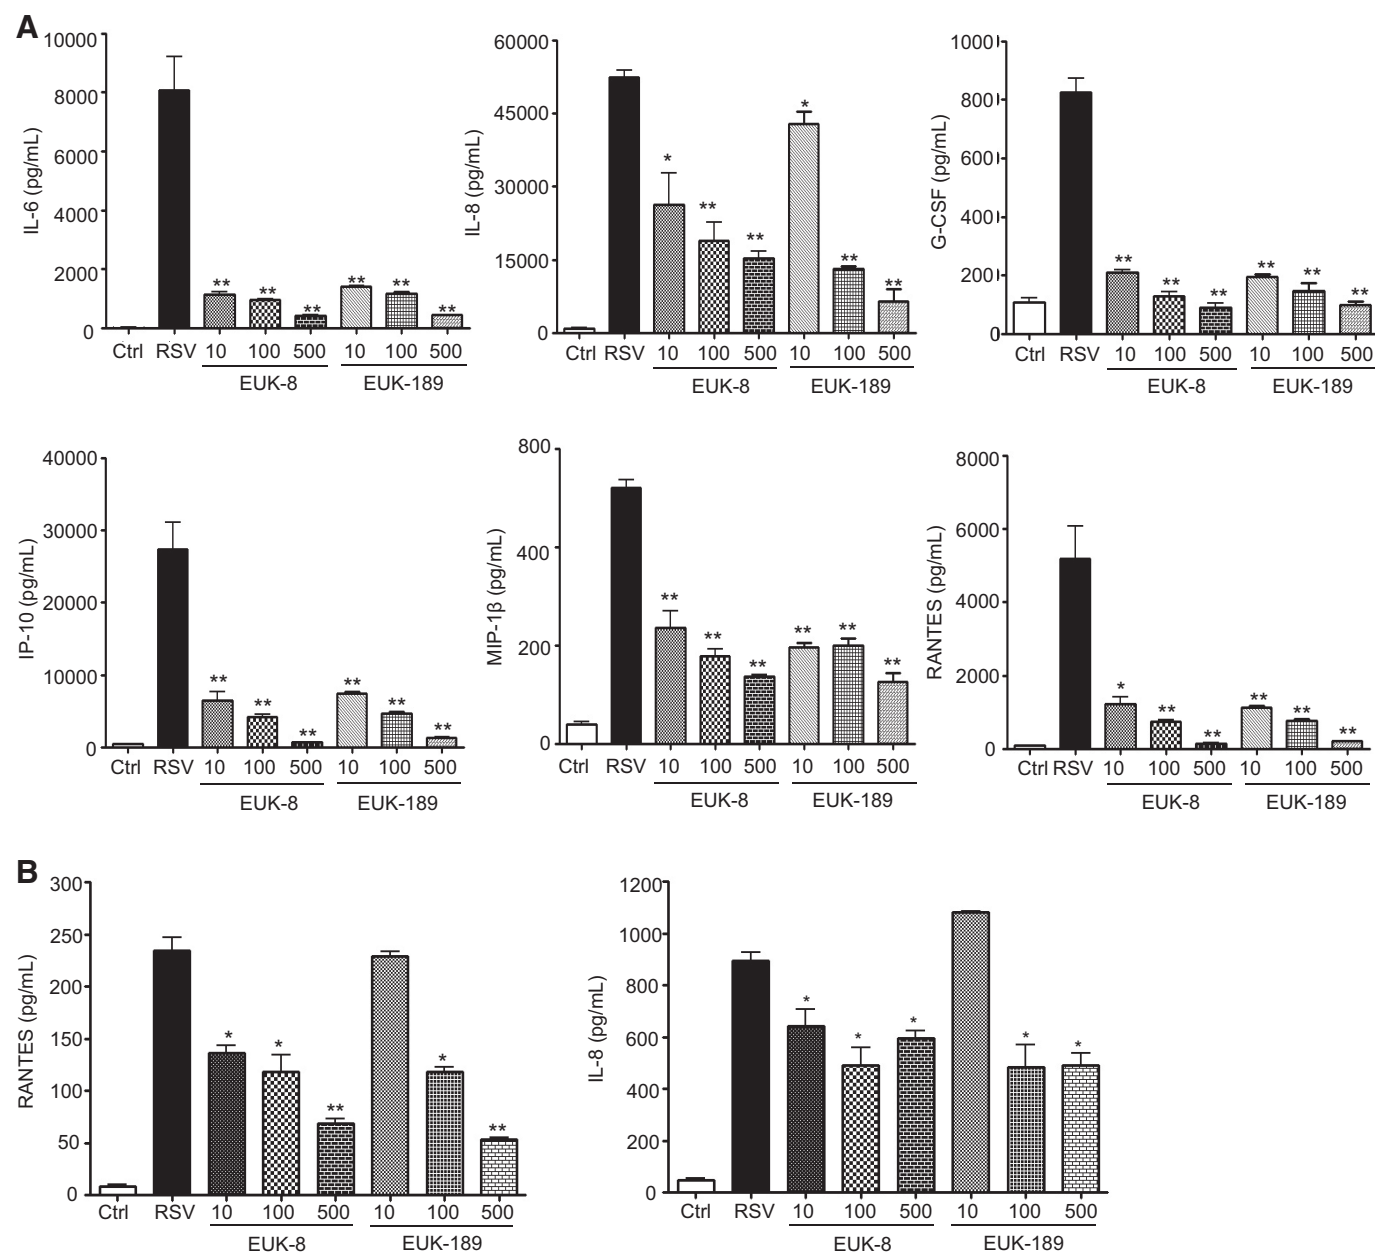 A
IL-6 (pg/mL)
10000
8000
6000
4000
2000
0
** ** ** ** ** **
Ctrl RSV 10 100 500 10 100 500
EUK-8 EUK-189
IL-8 (pg/mL)
60000
45000
30000
15000
0
* ** ** * ** **
Ctrl RSV 10 100 500 10 100 500
EUK-8 EUK-189
G-CSF (pg/mL)
1000
800
600
400
200
0
** ** ** ** ** **
Ctrl RSV 10 100 500 10 100 500
EUK-8 EUK-189
IP-10 (pg/mL)
40000
30000
20000
10000
0
** ** ** ** ** **
Ctrl RSV 10 100 500 10 100 500
EUK-8 EUK-189
MIP-1β (pg/mL)
800
400
200
0
** ** ** ** ** **
Ctrl RSV 10 100 500 10 100 500
EUK-8 EUK-189
RANTES (pg/mL)
8000
6000
4000
2000
0
* ** ** ** ** **
Ctrl RSV 10 100 500 10 100 500
EUK-8 EUK-189
B
RANTES (pg/mL)
300
250
200
150
100
50
0
* * ** * **
Ctrl RSV 10 100 500 10 100 500
EUK-8 EUK-189
IL-8 (pg/mL)
1200
1000
800
600
400
200
0
* * * * *
Ctrl RSV 10 100 500 10 100 500
EUK-8 EUK-189